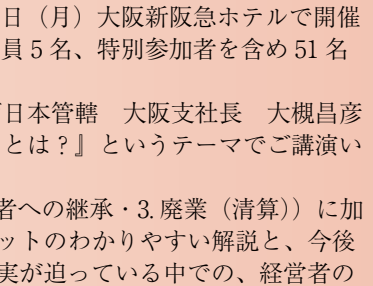 日（月）大阪新阪急ホテルで開催
員 5 名、特別参加者を含め 51 名
日本管轄　大阪支社長　大槻昌彦
とは？』というテーマでご講演い
者への継承・3. 廃業（清算））に加
ットのわかりやすい解説と、今後
実が迫っている中での、経営者の